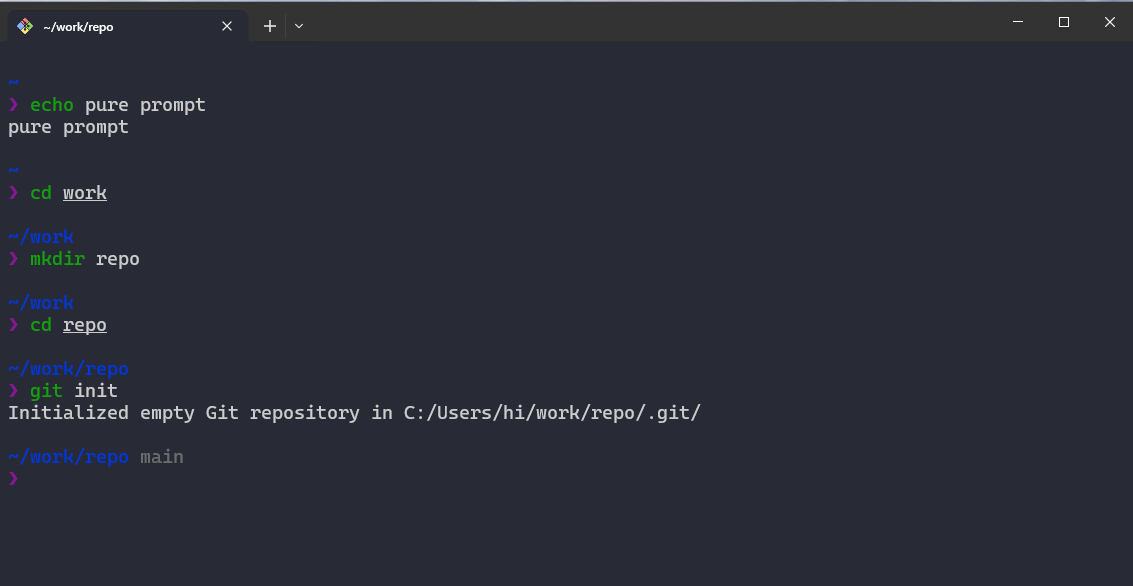 ~/work/repo
~
❯ echo pure prompt
pure prompt
~
❯ cd work
~/work
❯ mkdir repo
~/work
❯ cd repo
~/work/repo
❯ git init
Initialized empty Git repository in C:/Users/hi/work/repo/.git/
~/work/repo main
❯